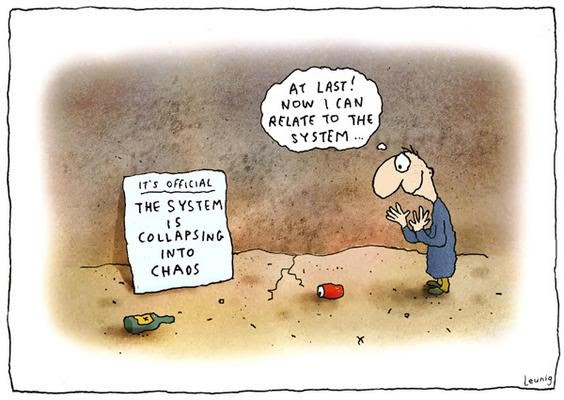 AT LAST!
NOW I CAN
RELATE TO THE
SYSTEM...
IT'S OFFICIAL
THE SYSTEM
IS
COLLAPSING
INTO
CHAOS
Leunig